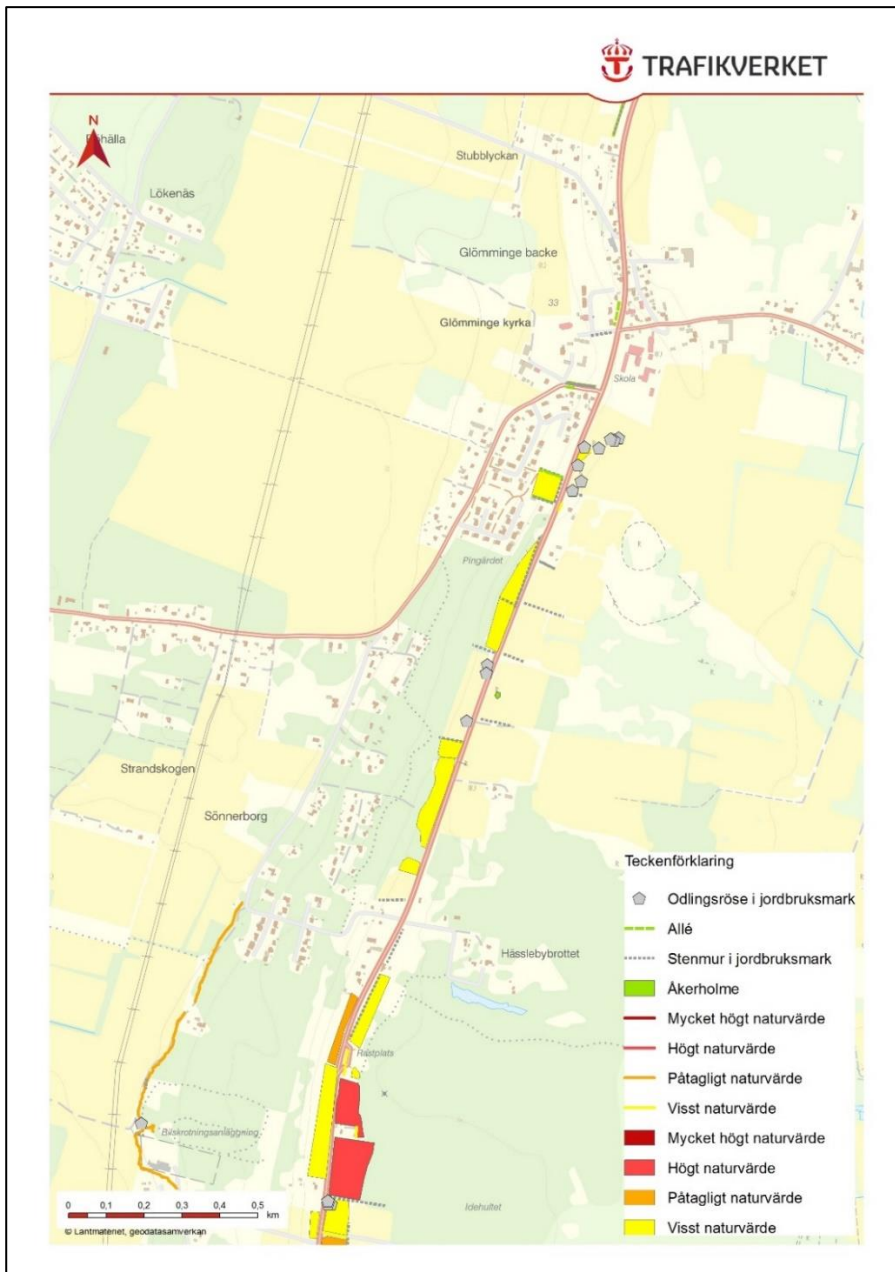 TRAFIKVERKET
N
Lökenäs
Stubblyckan
Glömminge backe
33
Glömminge kyrka
Skola
Pingärdet
Strandskogen
Sönnerborg
Hässlebybrottet
Rastplats
Bilskrotningsanläggning
Idehultet
Teckenförklaring
Odlingsröse i jordbruksmark
Allé
Stenmur i jordbruksmark
Åkerholme
Mycket högt naturvärde
Högt naturvärde
Påtagligt naturvärde
Visst naturvärde
Mycket högt naturvärde
Högt naturvärde
Påtagligt naturvärde
Visst naturvärde
0 0,1 0,2 0,3 0,4 0,5
km
© Lantmäteriet, geodatasamverkan